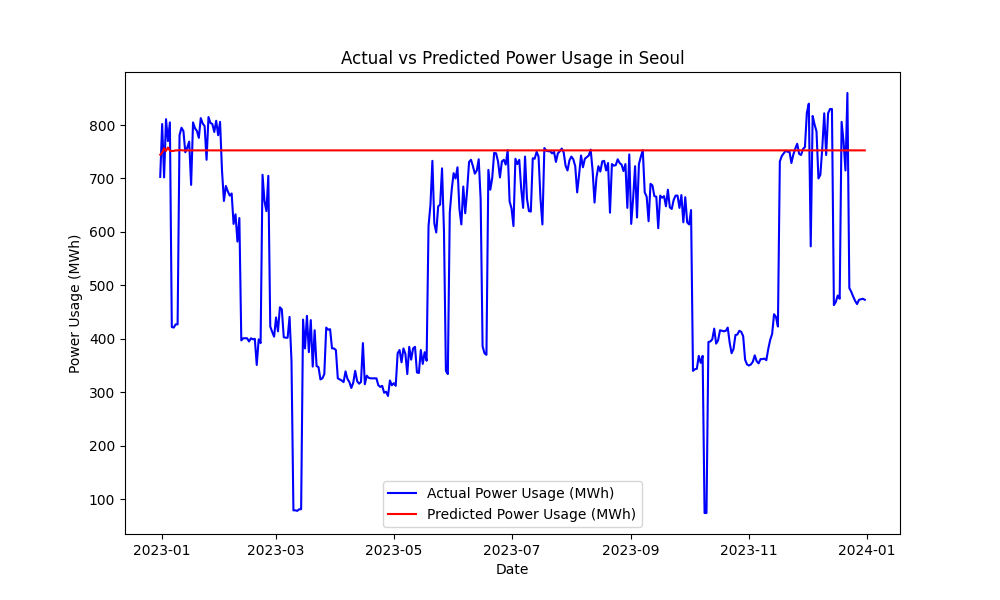 Actual vs Predicted Power Usage in Seoul
Power Usage (MWh)
800
700
600
500
400
300
200
100
Actual Power Usage (MWh)
Predicted Power Usage (MWh)
2023-01 2023-03 2023-05 2023-07 2023-09 2023-11 2024-01
Date